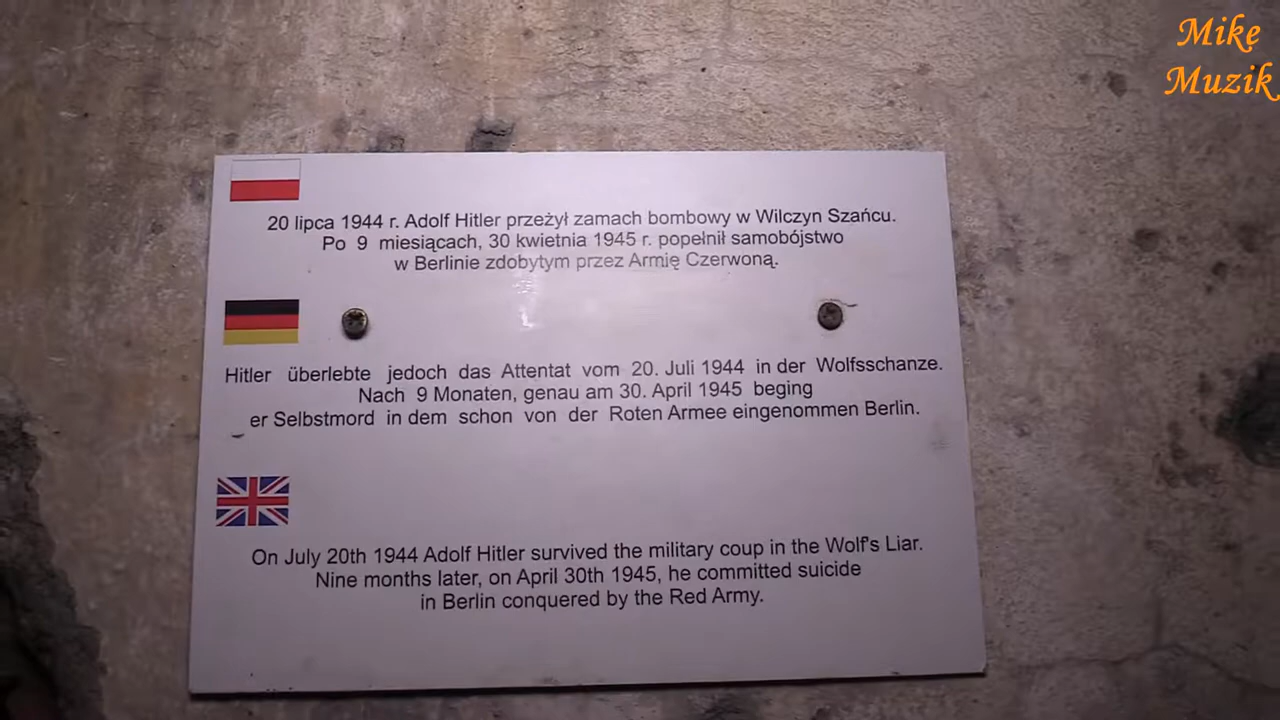 Mike
Muzik
20 lipca 1944 r. Adolf Hitler przeżył zamach bombowy w Wilczyn Szańcu.
Po 9 miesiącach, 30 kwietnia 1945 r. popełnił samobójstwo
w Berlinie zdobytym przez Armię Czerwoną.
Hitler überlebte jedoch das Attentat vom 20. Juli 1944 in der Wolfsschanze.
Nach 9 Monaten, genau am 30. April 1945 beging
er Selbstmord in dem schon von der Roten Armee eingenommen Berlin.
On July 20th 1944 Adolf Hitler survived the military coup in the Wolf's Liar.
Nine months later, on April 30th 1945, he committed suicide
in Berlin conquered by the Red Army.